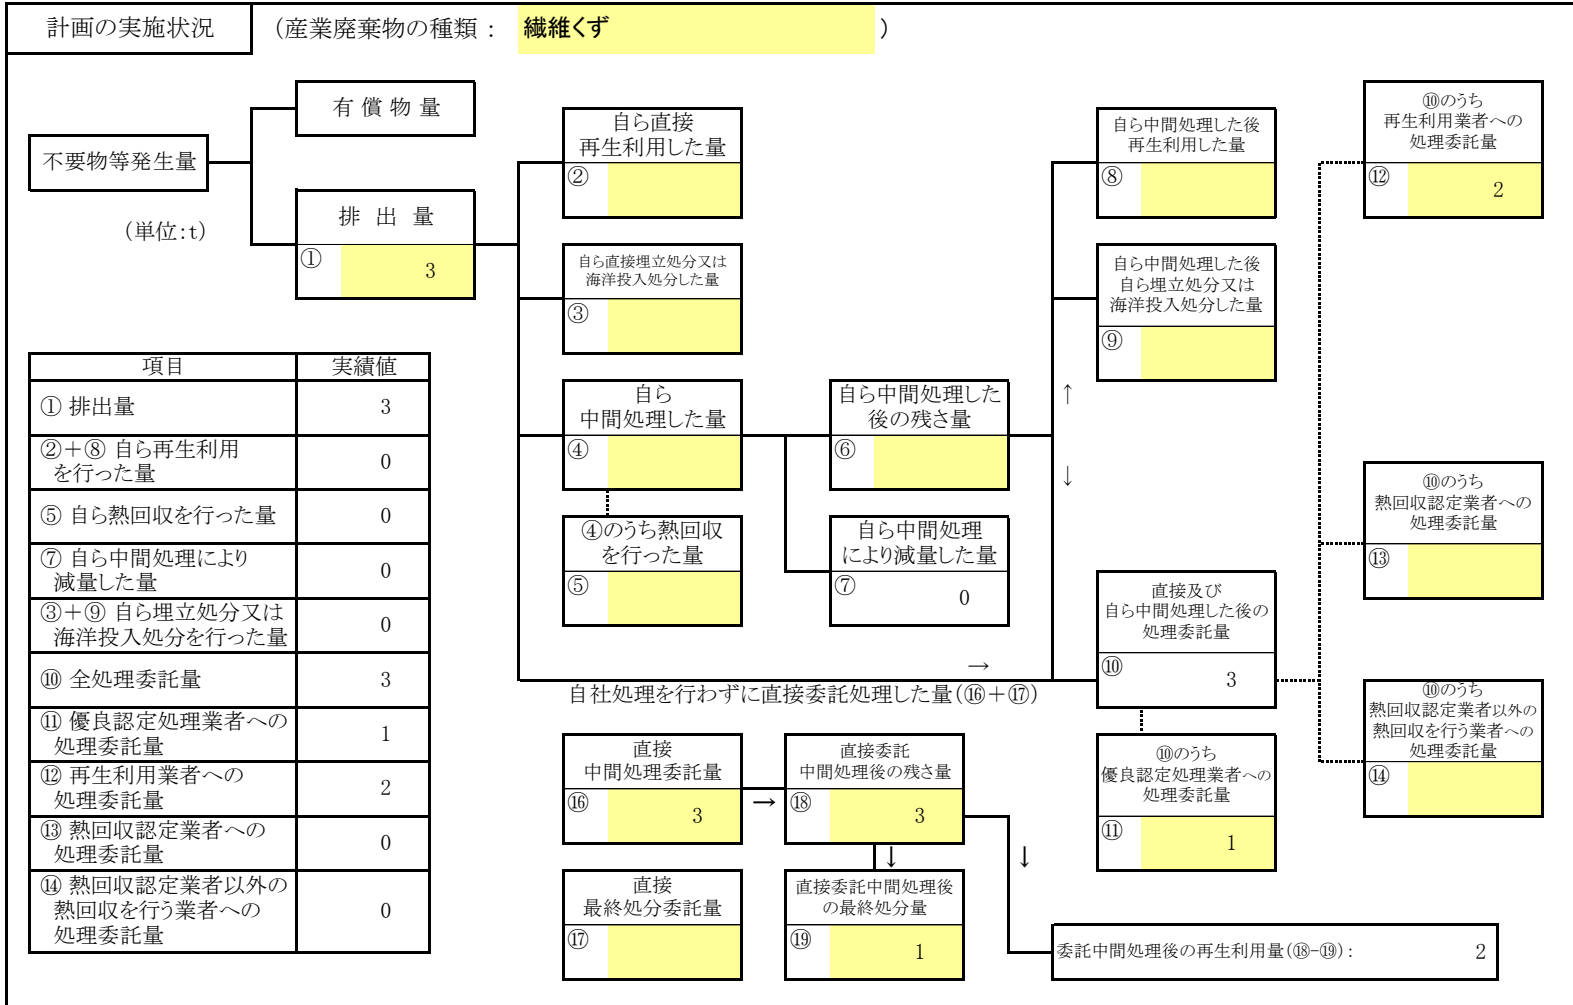 計画の実施状況
(産業廃棄物の種類： 繊維くず ）
不要物等発生量
(単位:t)
有 償 物 量
排 出 量
① 3
自ら直接
再生利用した量
②
自ら直接埋立処分又は
海洋投入処分した量
③
自ら
中間処理した量
④
④のうち熱回収
を行った量
⑤
自ら中間処理した
後の残さ量
⑥
自ら中間処理
により減量した量
⑦ 0
自ら中間処理した後
再生利用した量
⑧
自ら中間処理した後
自ら埋立処分又は
海洋投入処分した量
⑨
↑
↓
直接及び
自ら中間処理した後の
処理委託量
⑩ 3
⑩のうち
優良認定処理業者への
処理委託量
⑪ 1
⑩のうち
再生利用業者への
処理委託量
⑫ 2
⑩のうち
熱回収認定業者への
処理委託量
⑬
⑩のうち
熱回収認定業者以外の
熱回収を行う業者への
処理委託量
⑭
→
自社処理を行わずに直接委託処理した量(⑯＋⑰)
直接
中間処理委託量
⑯ 3
→
直接委託
中間処理後の残さ量
⑱ 3
↓
↓
直接
最終処分委託量
⑰
直接委託中間処理後
の最終処分量
⑲ 1
委託中間処理後の再生利用量(⑱-⑲)： 2
項目 実績値
① 排出量 3
②＋⑧ 自ら再生利用
を行った量 0
⑤ 自ら熱回収を行った量 0
⑦ 自ら中間処理により
減量した量 0
③＋⑨ 自ら埋立処分又は
海洋投入処分を行った量 0
⑩ 全処理委託量 3
⑪ 優良認定処理業者への
処理委託量 1
⑫ 再生利用業者への
処理委託量 2
⑬ 熱回収認定業者への
処理委託量 0
⑭ 熱回収認定業者以外の
熱回収を行う業者への
処理委託量 0